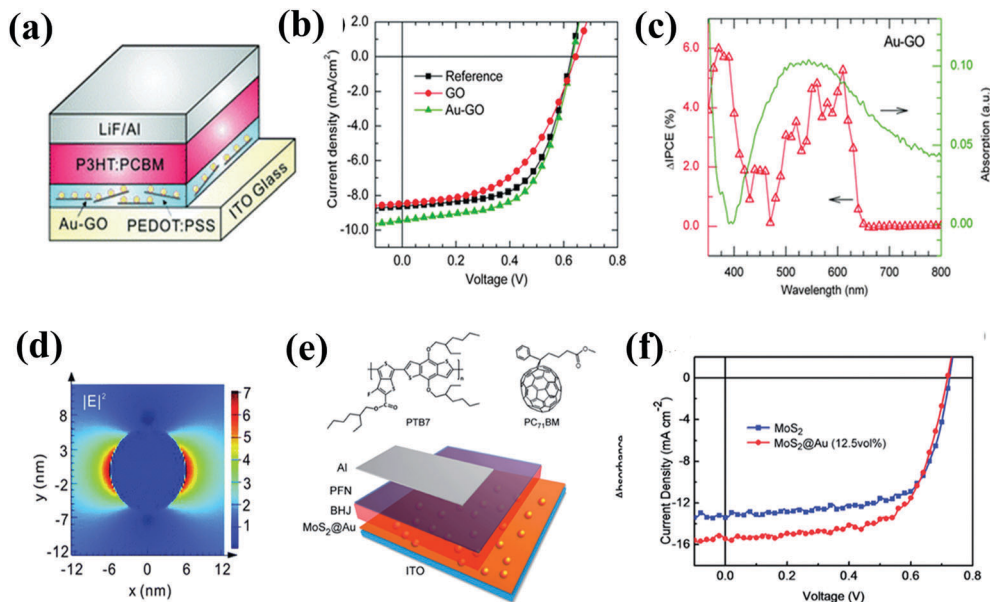 (a)
LiF/Al
P3HT:PCBM
Au-GO
PEDOT:PSS
ITO Glass
(b)
Current density (mA/cm²)
2.0
0.0
-2.0
-4.0
-6.0
-8.0
-10.0
Reference
GO
Au-GO
0.0 0.2 0.4 0.6 0.8
Voltage (V)
(c)
Au-GO
ΔIPCE (%)
6.0
4.0
2.0
0.0
Absorption (a.u.)
0.10
0.05
0.00
400 500 600 700 800
Wavelength (nm)
(d)
|E|²
y (nm)
8
3
-2
-7
-12
7
6
5
4
3
2
1
-12 -6 0 6 12
x (nm)
(e)
F
O
n
PTB7
PC71BM
Al
PFN
BHJ
MoS2@Au
ITO
(f)
Absorbance
Current Density (mA cm⁻²)
0
-4
-8
-12
-16
MoS2
MoS2@Au (12.5vol%)
0.0 0.2 0.4 0.6 0.8
Voltage (V)